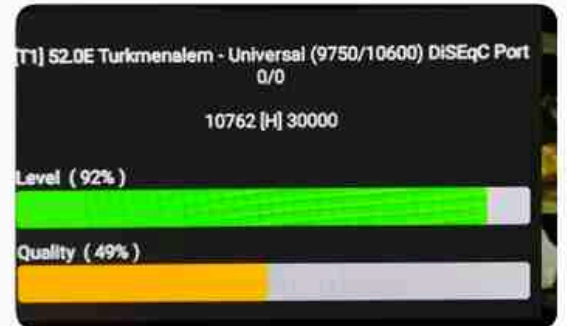 [T1] 52.0E Turkmenalem - Universal (9750/10600) DiSEqC Port
0/0
10762 [H] 30000
Level ( 92% )
Quality ( 49% )